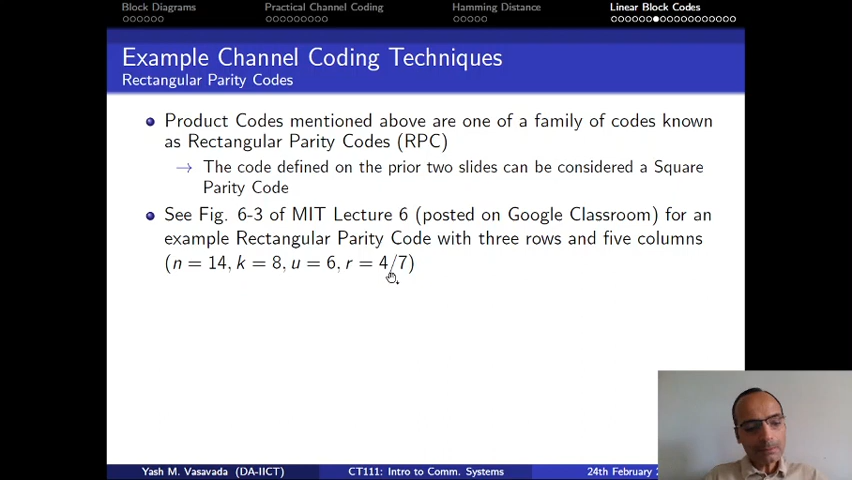 Block Diagrams Practical Channel Coding Hamming Distance Linear Block Codes
Example Channel Coding Techniques
Rectangular Parity Codes
Product Codes mentioned above are one of a family of codes known
as Rectangular Parity Codes (RPC)
→ The code defined on the prior two slides can be considered a Square
Parity Code
See Fig. 6-3 of MIT Lecture 6 (posted on Google Classroom) for an
example Rectangular Parity Code with three rows and five columns
(n = 14, k = 8, u = 6, r = 4/7)
Yash M. Vasavada (DA-IICT) CT111: Intro to Comm. Systems 24th February